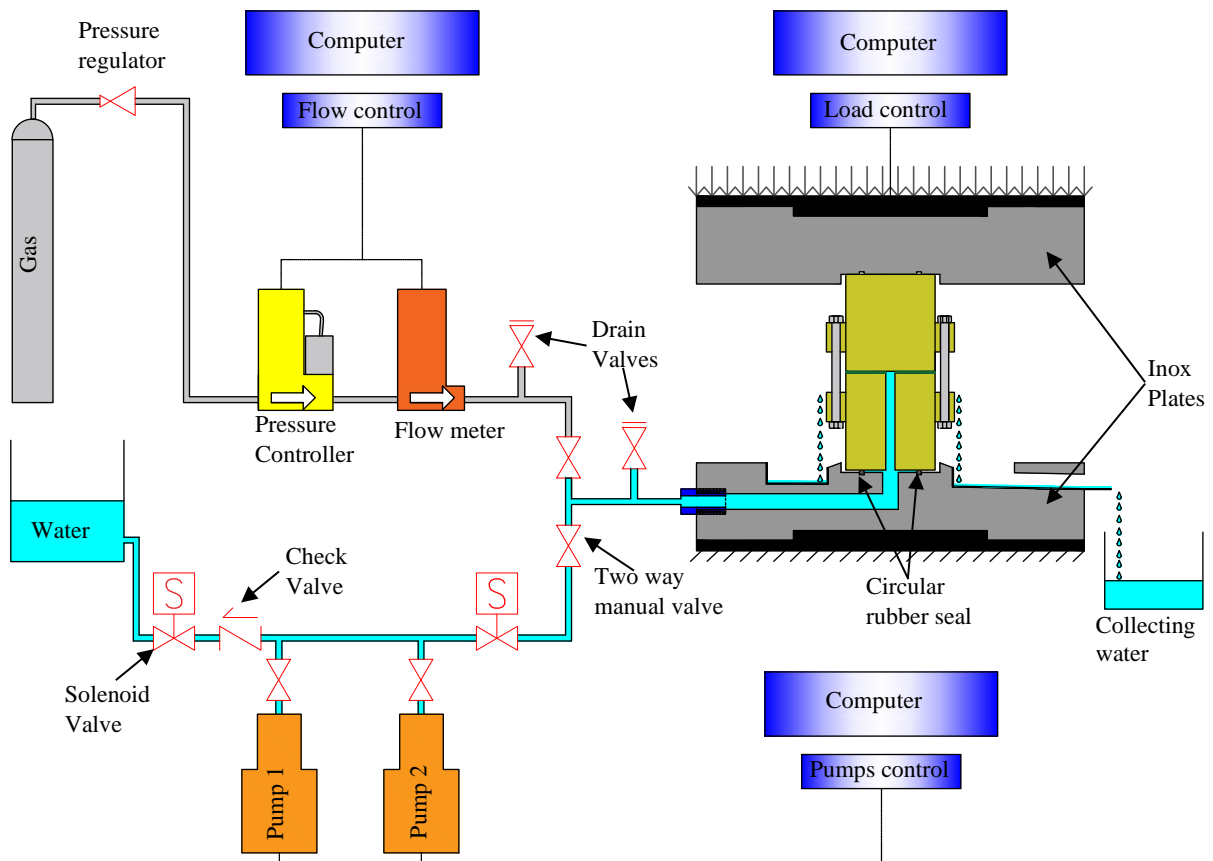 Pressure
regulator
Computer
Computer
Flow control
Load control
Gas
Drain
Valves
Inox
Plates
Pressure
Controller
Flow meter
Water
Check
Valve
Two way
manual valve
Circular
rubber seal
S
S
Collecting
water
Solenoid
Valve
Computer
Pump 1
Pump 2
Pumps control